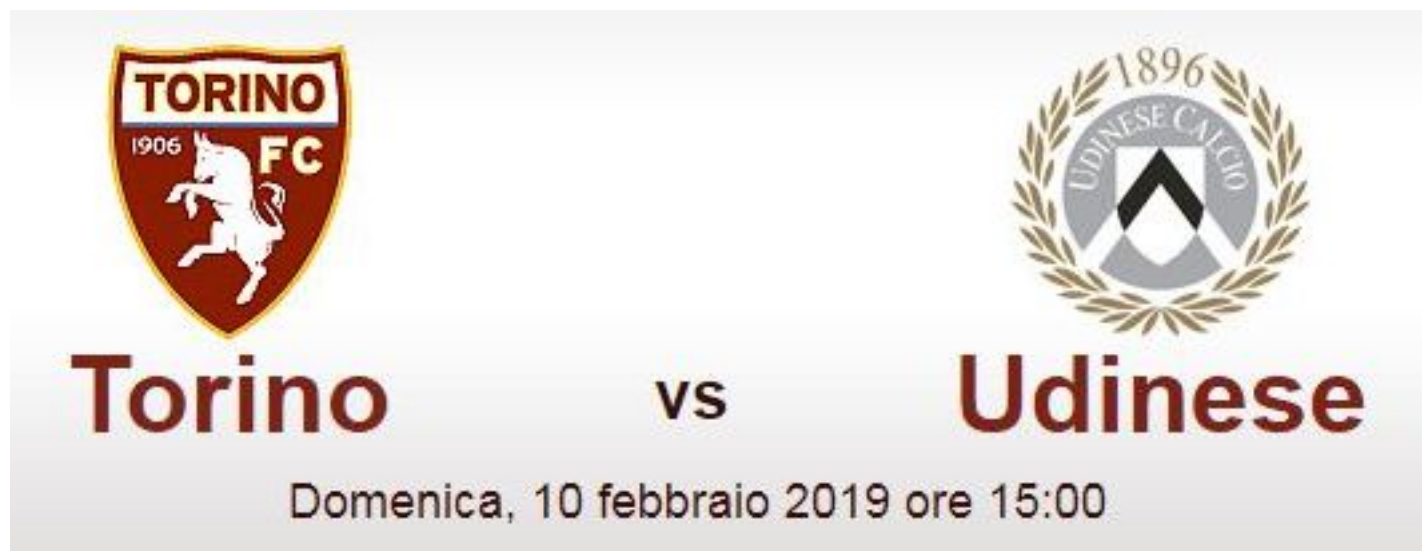 TORINO
1906 FC
1896
UDINESE CALCIO
Torino vs Udinese
Domenica, 10 febbraio 2019 ore 15:00